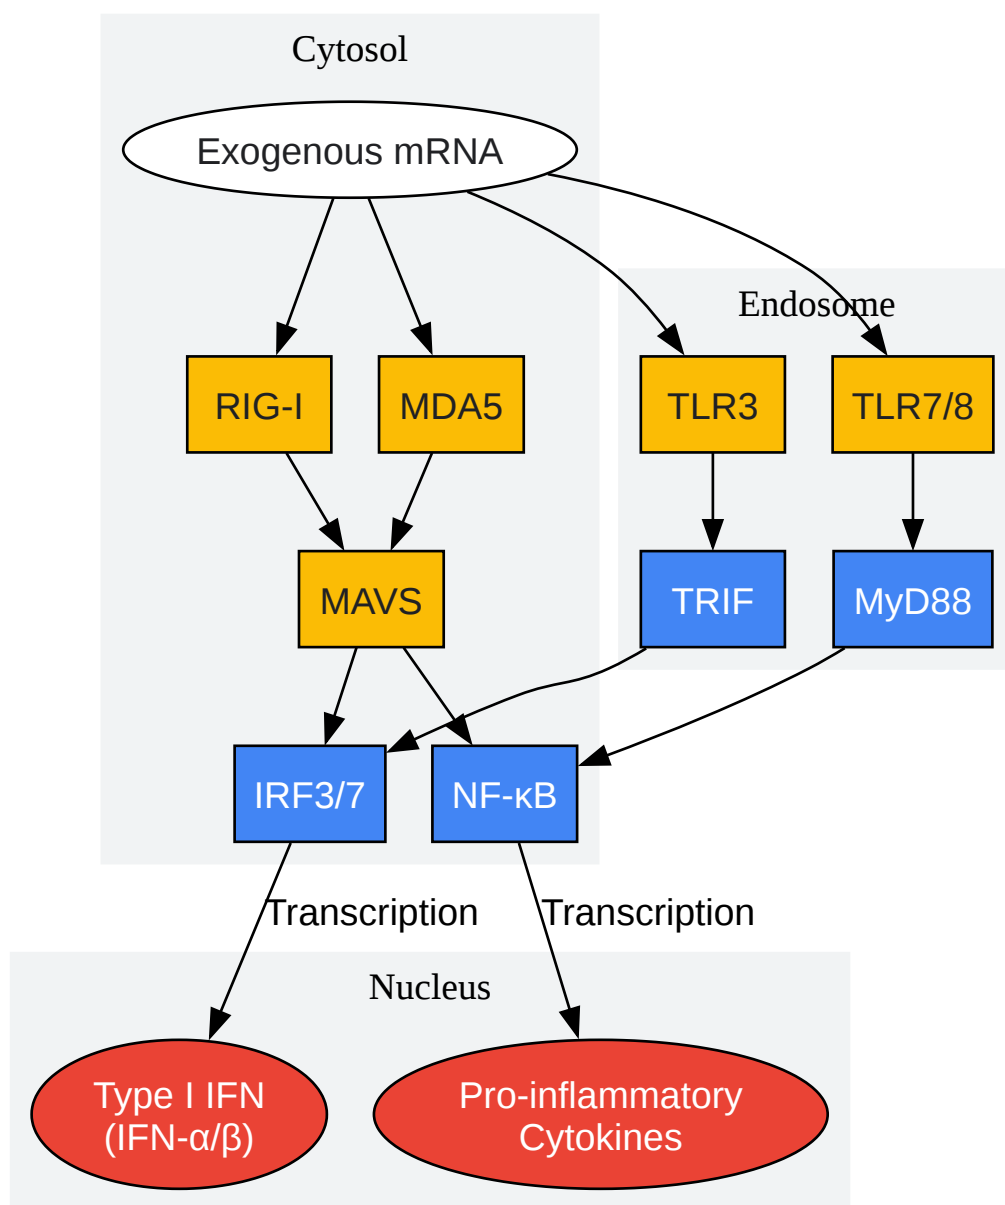 Cytosol
Exogenous mRNA
Endosome
RIG-I
MDA5
TLR3
TLR7/8
MAVS
TRIF
MyD88
IRF3/7
NF-κB
Transcription
Transcription
Nucleus
Type I IFN
(IFN-α/β)
Pro-inflammatory
Cytokines